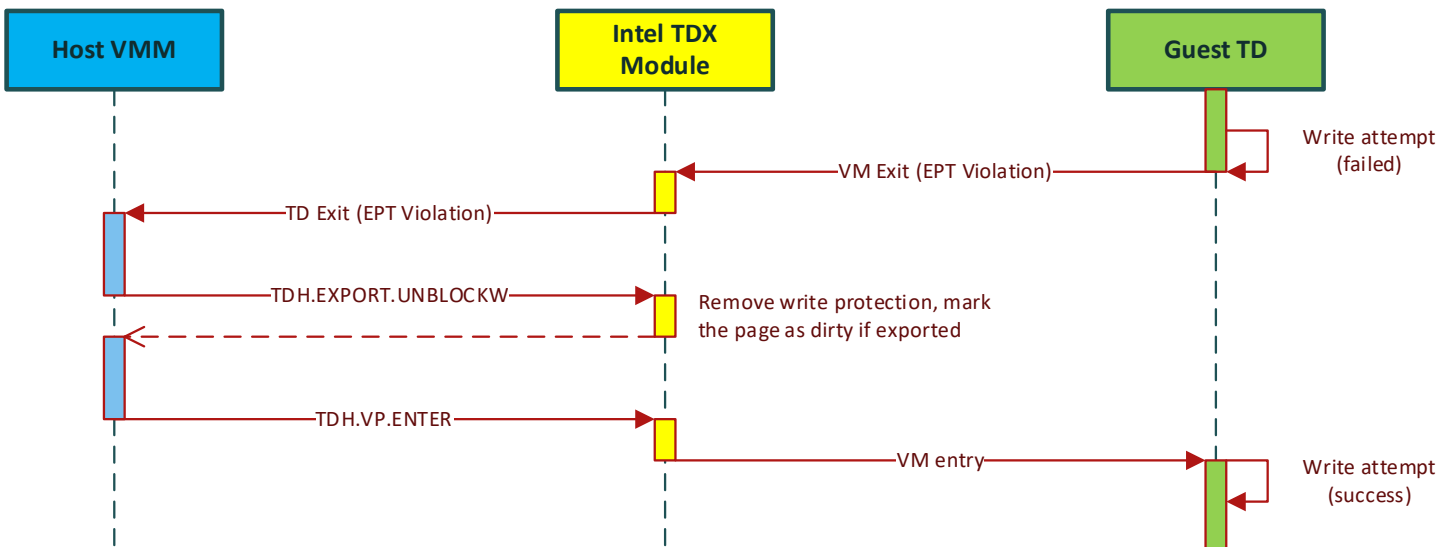 Host VMM
Intel TDX
Module
Guest TD
Write attempt
(failed)
VM Exit (EPT Violation)
TD Exit (EPT Violation)
TDH.EXPORT.UNBLOCKW
Remove write protection, mark
the page as dirty if exported
TDH.VP.ENTER
VM entry
Write attempt
(success)